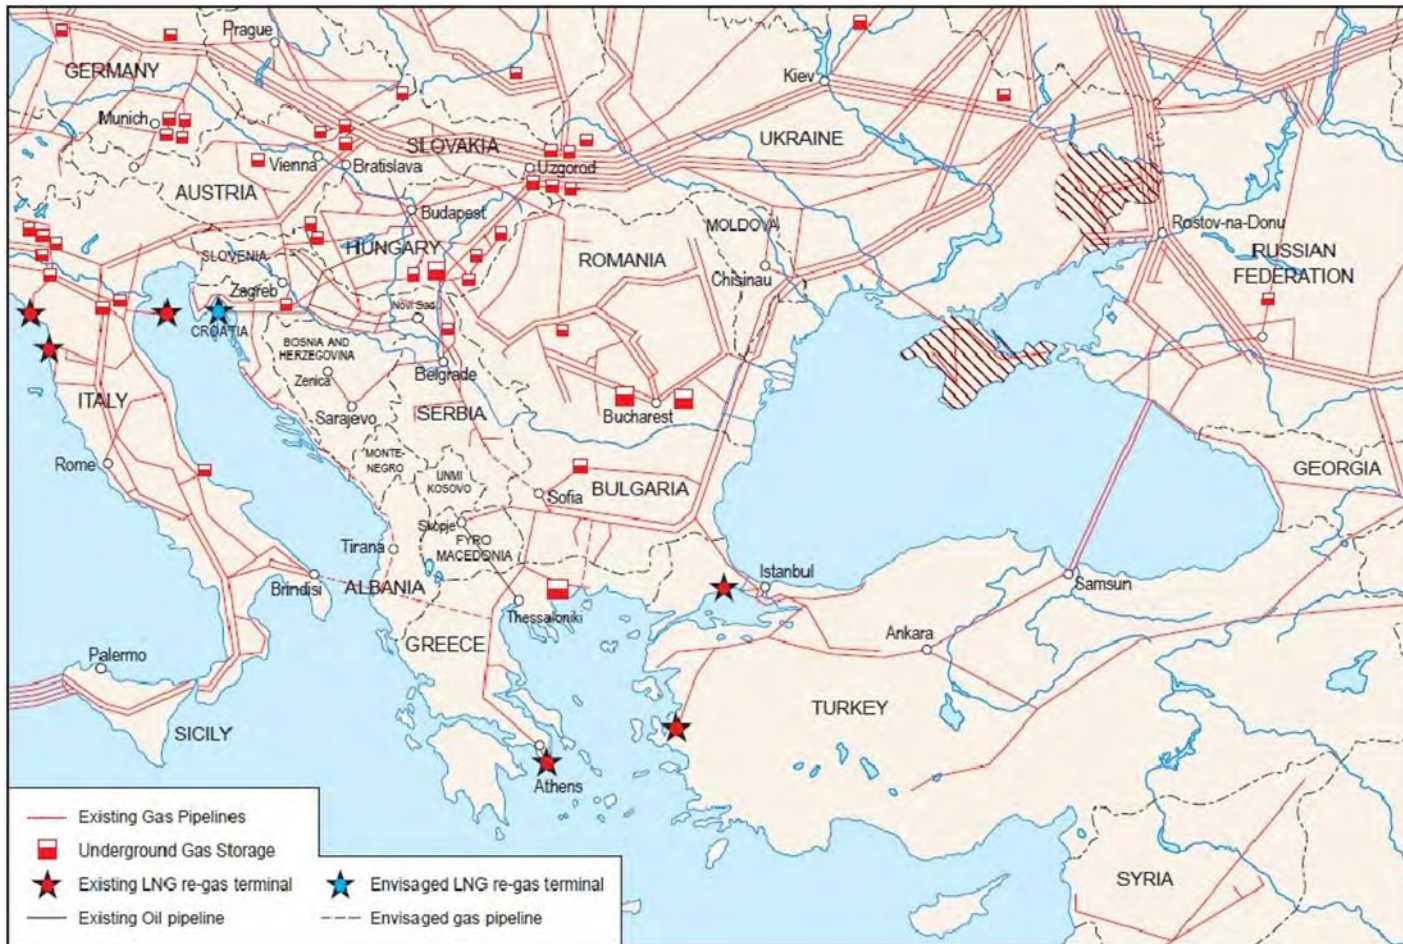 Prague
GERMANY
Kiev
Munich
SLOVAKIA
UKRAINE
Vienna
Bratislava
Uzgorod
AUSTRIA
Budapest
MOLDOVA
Rostov-na-Donu
HUNGARY
SLOVENIA
ROMANIA
RUSSIAN
FEDERATION
Chisinau
Zagreb
Novi Sad
CROATIA
BOSNIA AND
HERZEGOVINA
Zenica
Belgrade
ITALY
SERBIA
Sarajevo
Bucharest
MONTE-
NEGRO
Rome
UNMI
KOSOVO
GEORGIA
Sofia
BULGARIA
Skopje
FYRO
MACEDONIA
Tirana
Istanbul
Brindisi
ALBANIA
Samsun
Thessaloniki
Ankara
GREECE
Palermo
TURKEY
SICILY
Athens
SYRIA
Existing Gas Pipelines
Underground Gas Storage
Existing LNG re-gas terminal
Envisaged LNG re-gas terminal
Existing Oil pipeline
Envisaged gas pipeline